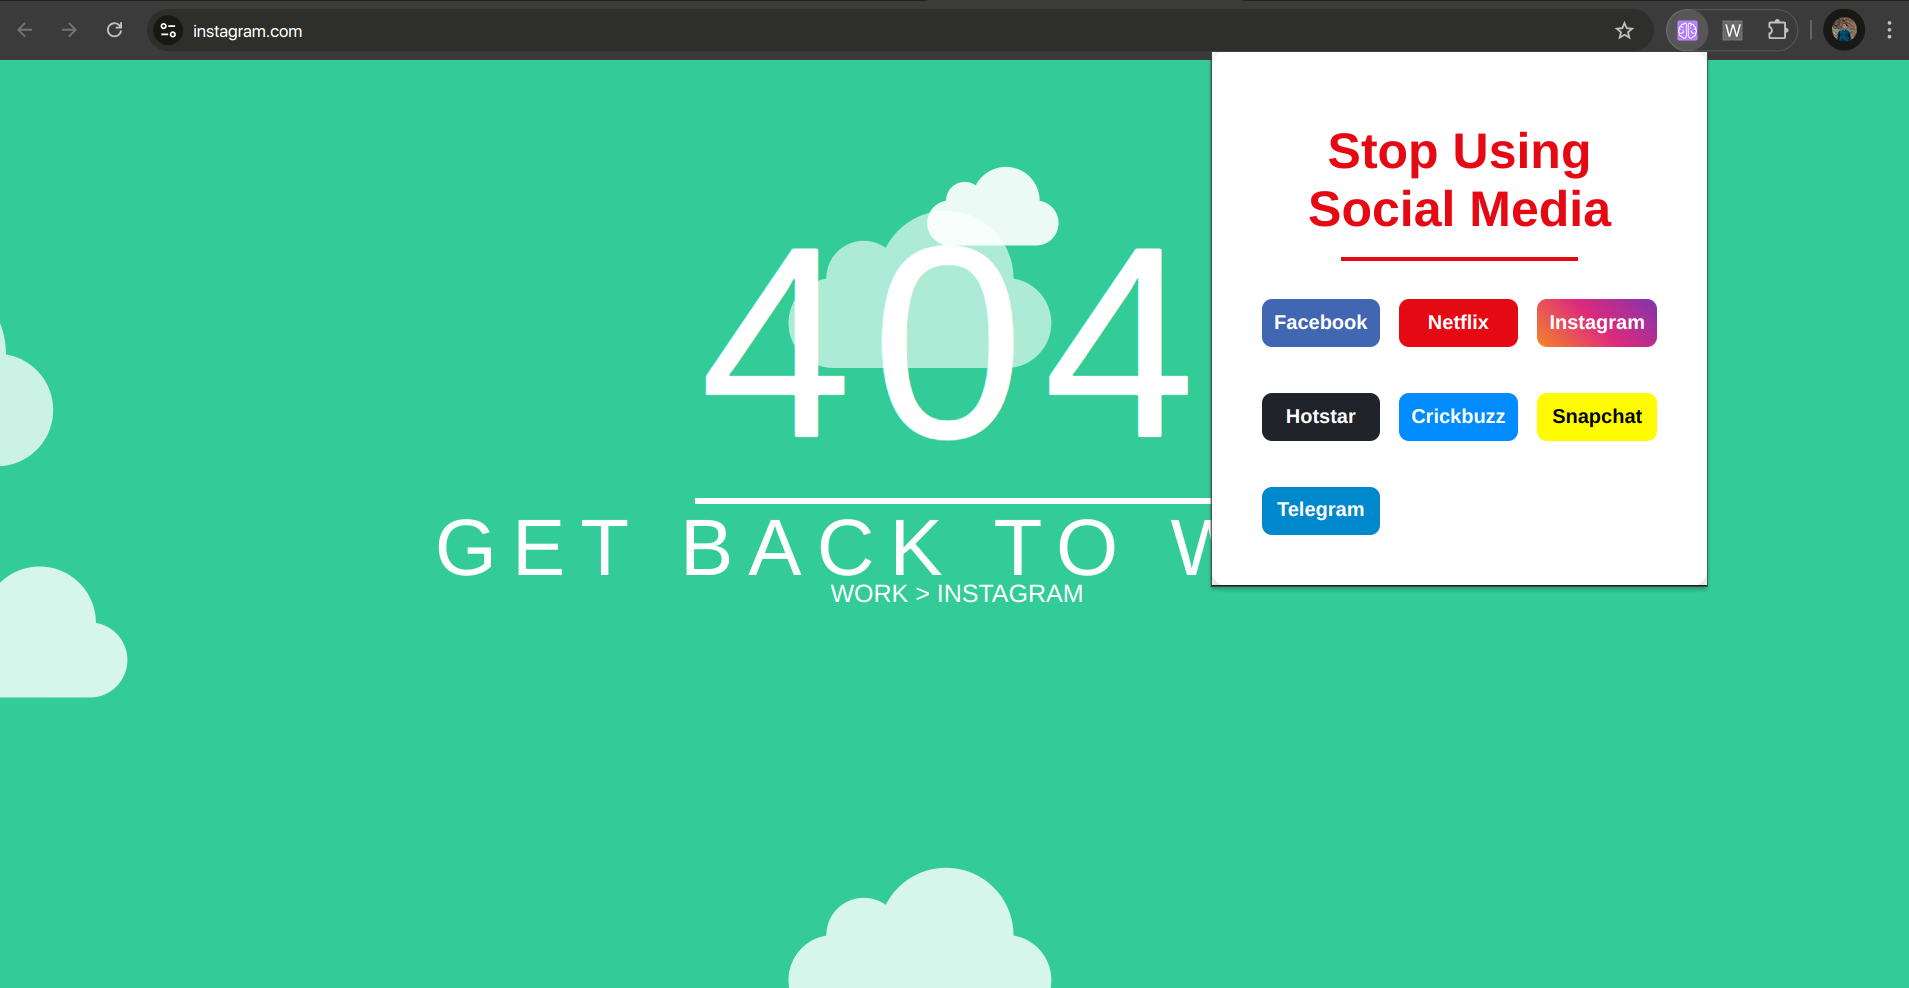 instagram.com
W
Stop Using
Social Media
Facebook
Netflix
Instagram
Hotstar
Crickbuzz
Snapchat
Telegram
404
GET BACK TO
WORK > INSTAGRAM